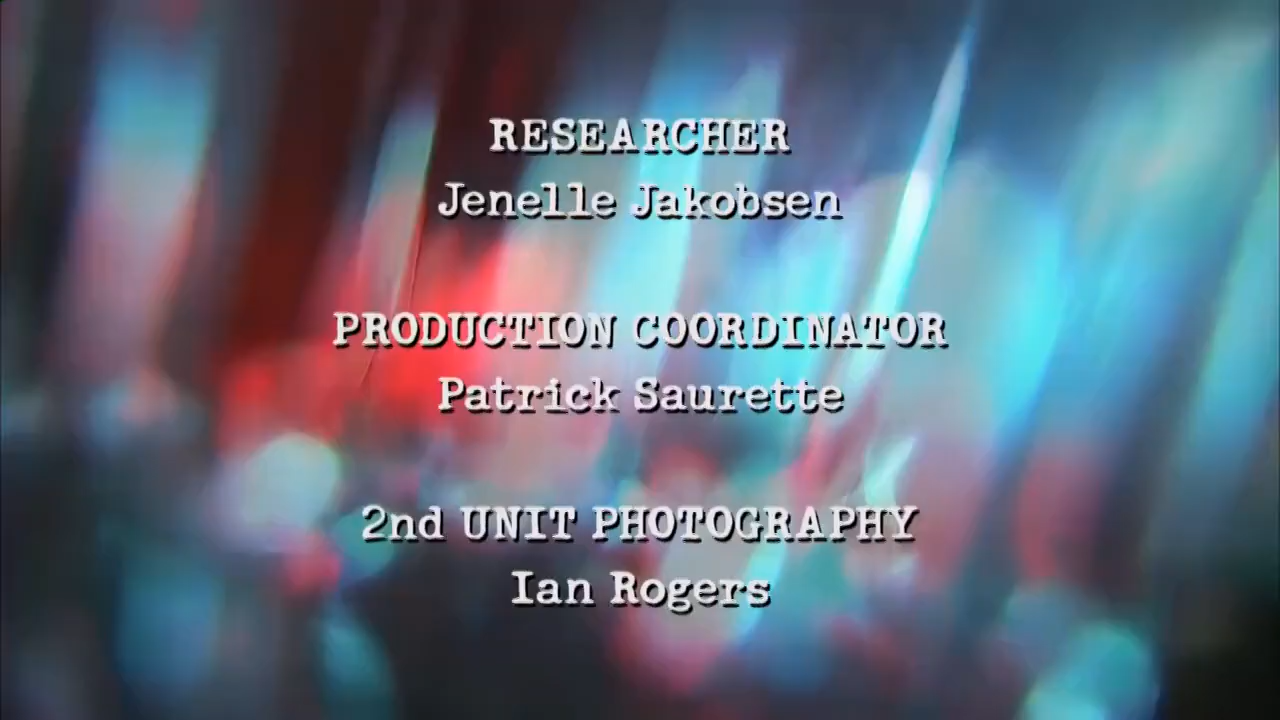 RESEARCHER
Jenelle Jakobsen
PRODUCTION COORDINATOR
Patrick Saurette
2nd UNIT PHOTOGRAPHY
Ian Rogers